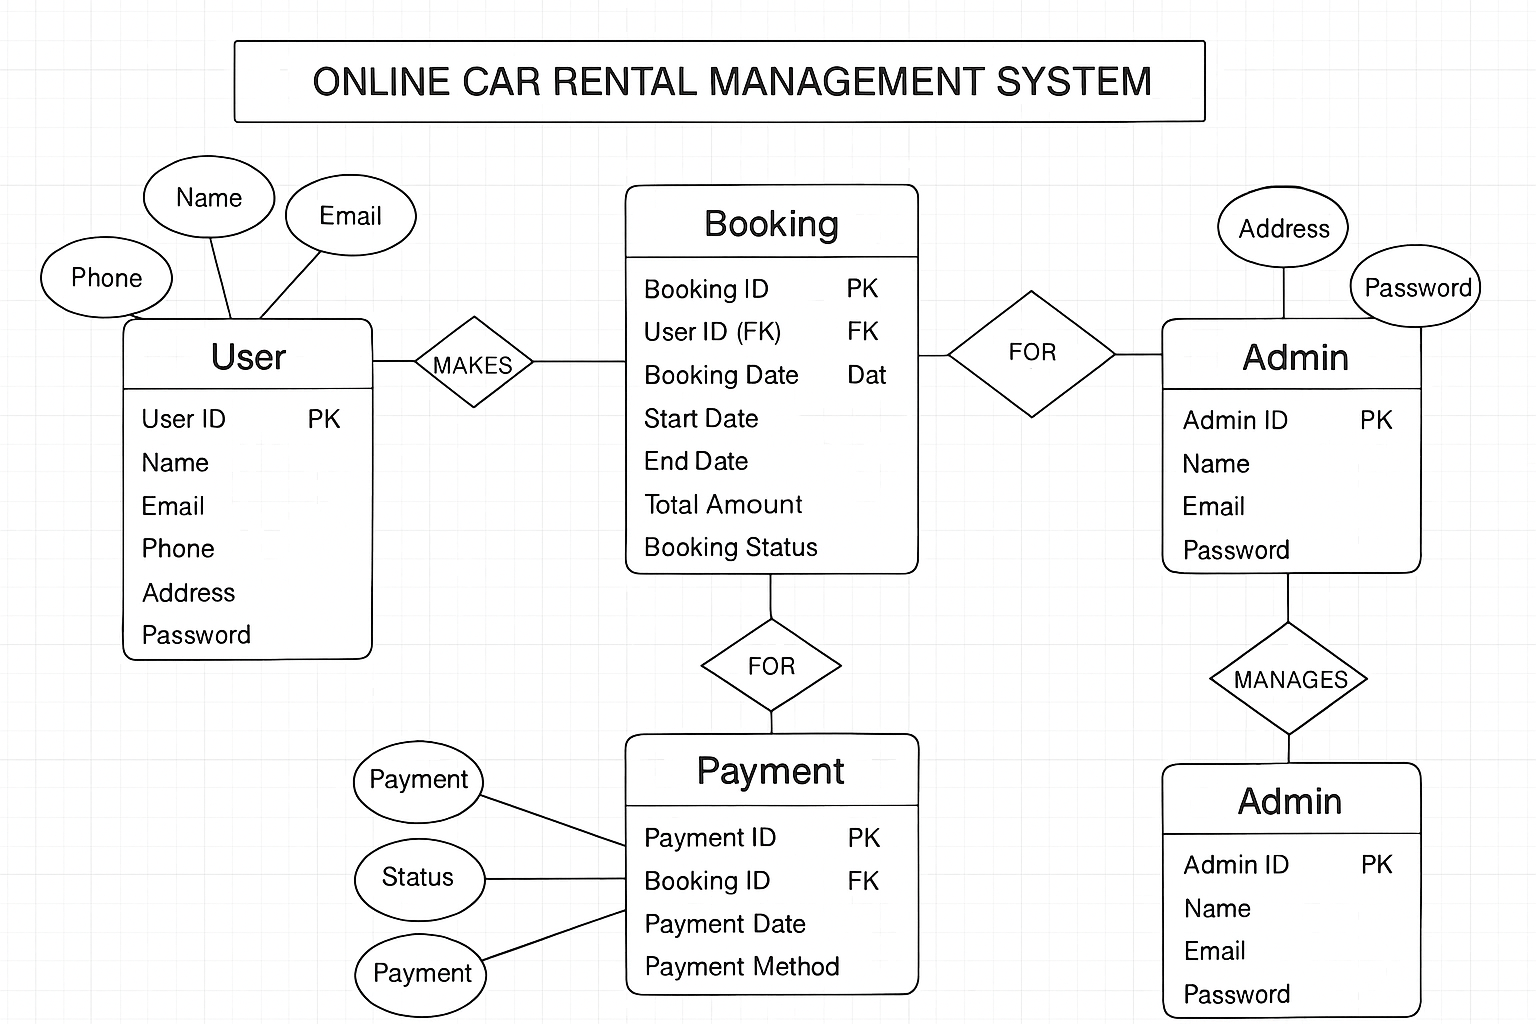 ONLINE CAR RENTAL MANAGEMENT SYSTEM
Phone
Name
Email
User
User ID PK
Name
Email
Phone
Address
Password
MAKES
Booking
Booking ID PK
User ID (FK) FK
Booking Date Dat
Start Date
End Date
Total Amount
Booking Status
FOR
Address
Password
Admin
Admin ID PK
Name
Email
Password
FOR
MANAGES
Payment
Status
Payment
Payment
Payment ID PK
Booking ID FK
Payment Date
Payment Method
Admin
Admin ID PK
Name
Email
Password